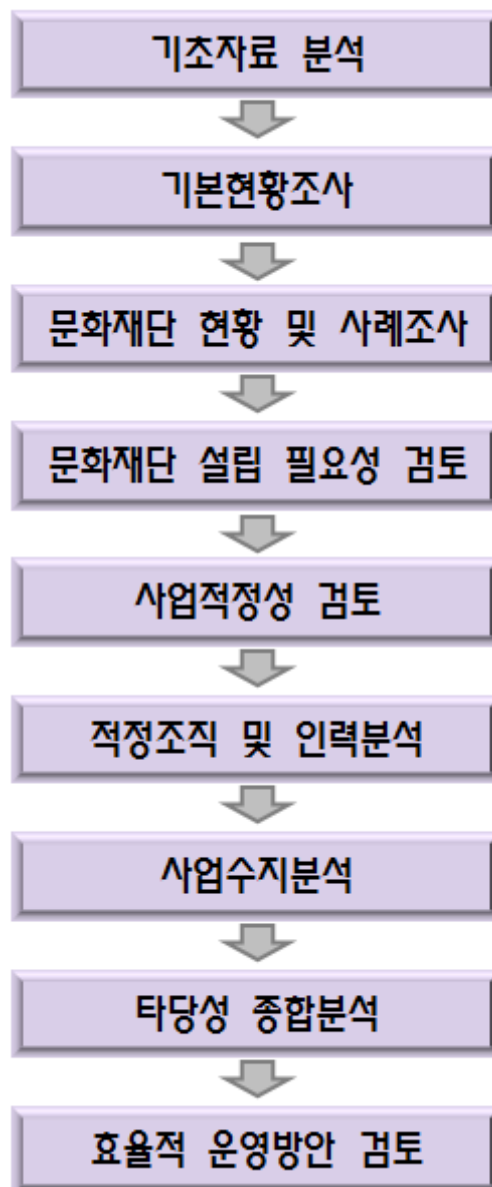 기초자료 분석
기본현황조사
문화재단 현황 및 사례조사
문화재단 설립 필요성 검토
사업적정성 검토
적정조직 및 인력분석
사업수지분석
타당성 종합분석
효율적 운영방안 검토